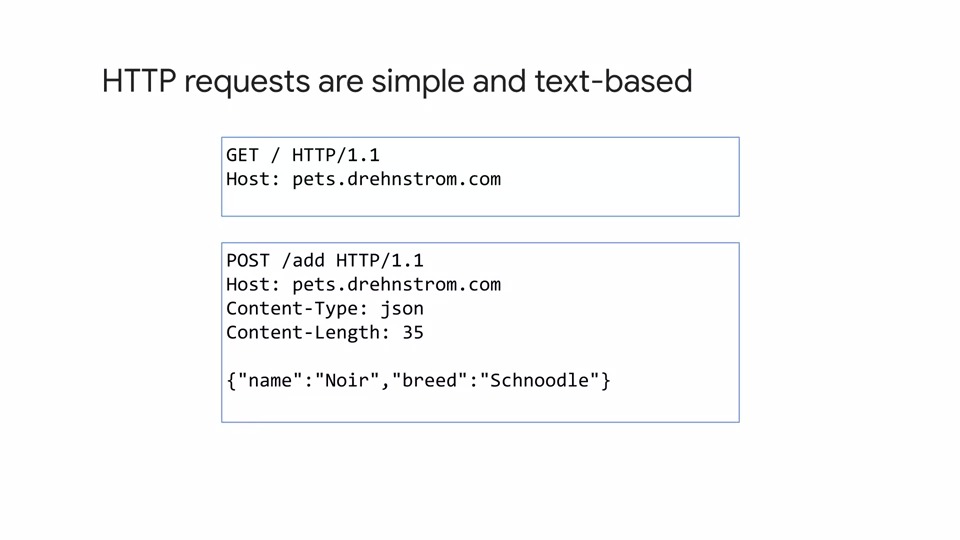 HTTP requests are simple and text-based
GET / HTTP/1.1
Host: pets.drehnstrom.com
POST /add HTTP/1.1
Host: pets.drehnstrom.com
Content-Type: json
Content-Length: 35
{"name":"Noir","breed":"Schnoodle"}